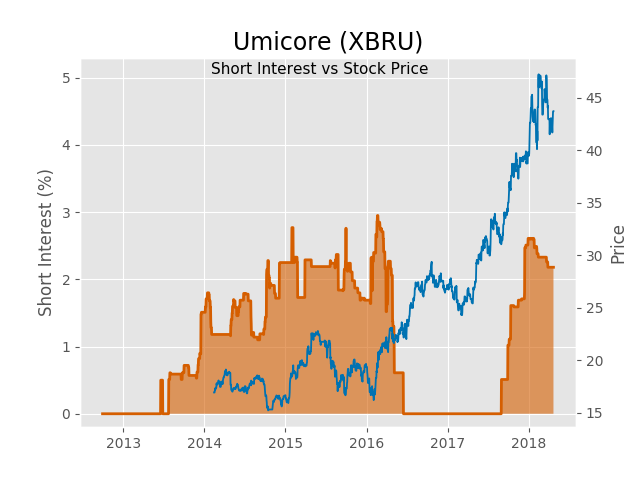 Umicore (XBRU)
Short Interest vs Stock Price
Short Interest (%)
5
4
3
2
1
0
45
40
35
30
25
20
15
Price
2013 2014 2015 2016 2017 2018